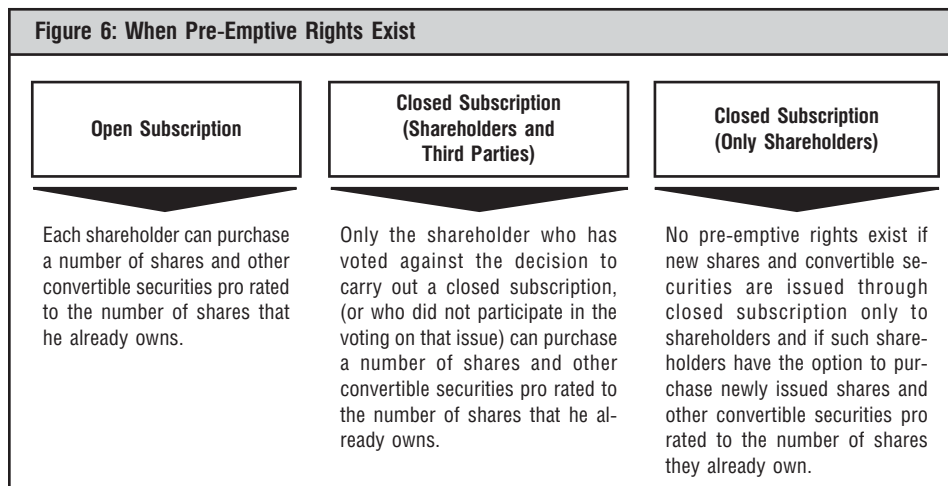 Figure 6: When Pre-Emptive Rights Exist
Open Subscription
Each shareholder can purchase
a number of shares and other
convertible securities pro rated
to the number of shares that
he already owns.
Closed Subscription
(Shareholders and
Third Parties)
Only the shareholder who has
voted against the decision to
carry out a closed subscription,
(or who did not participate in the
voting on that issue) can purchase
a number of shares and other
convertible securities pro rated to
the number of shares that he al-
ready owns.
Closed Subscription
(Only Shareholders)
No pre-emptive rights exist if
new shares and convertible se-
curities are issued through
closed subscription only to
shareholders and if such share-
holders have the option to pur-
chase newly issued shares and
other convertible securities pro
rated to the number of shares
they already own.